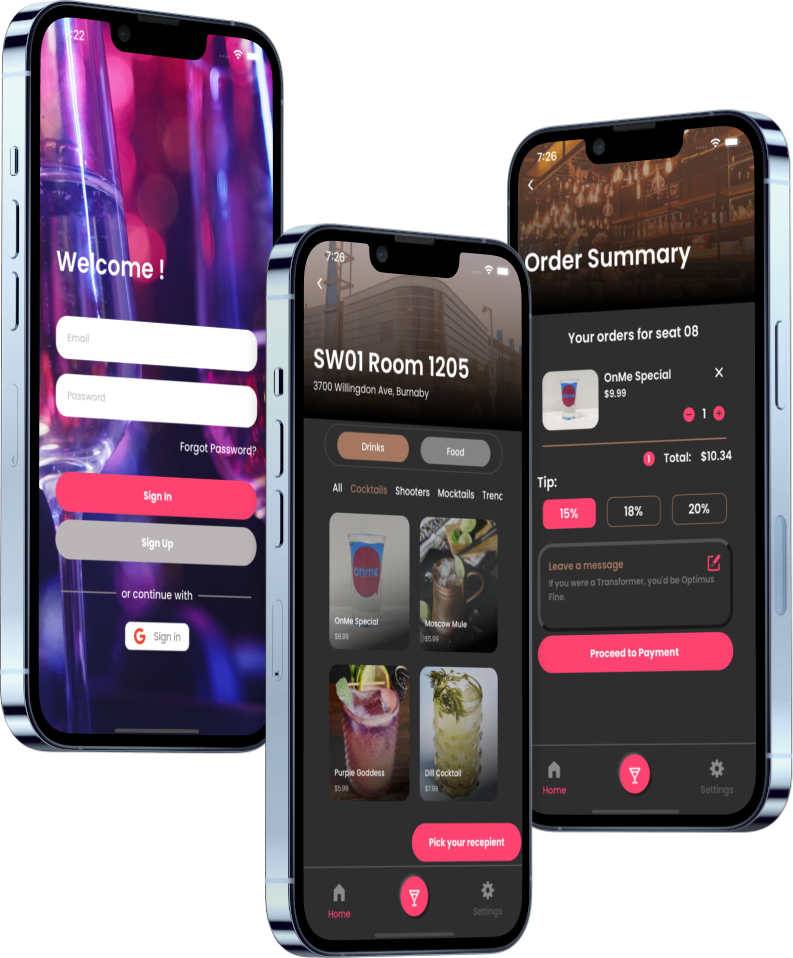 :22
Welcome !
Email
Password
Forgot Password?
Sign In
Sign Up
or continue with
G Sign in
7:26
SW01 Room 1205
3700 Willingdon Ave, Burnaby
Drinks Food
All Cocktails Shooters Mocktails Trenc
onme
OnMe Special
$9.99
Moscow Mule
$5.99
Purple Goddess
$5.99
Dill Cocktail
$7.99
Pick your recepient
Home Settings
7:26
Order Summary
Your orders for seat 08
OnMe Special
$9.99
1
1 Total: $10.34
Tip:
15% 18% 20%
Leave a message
If you were a Transformer, you'd be Optimus
Fine.
Proceed to Payment
Home Settings